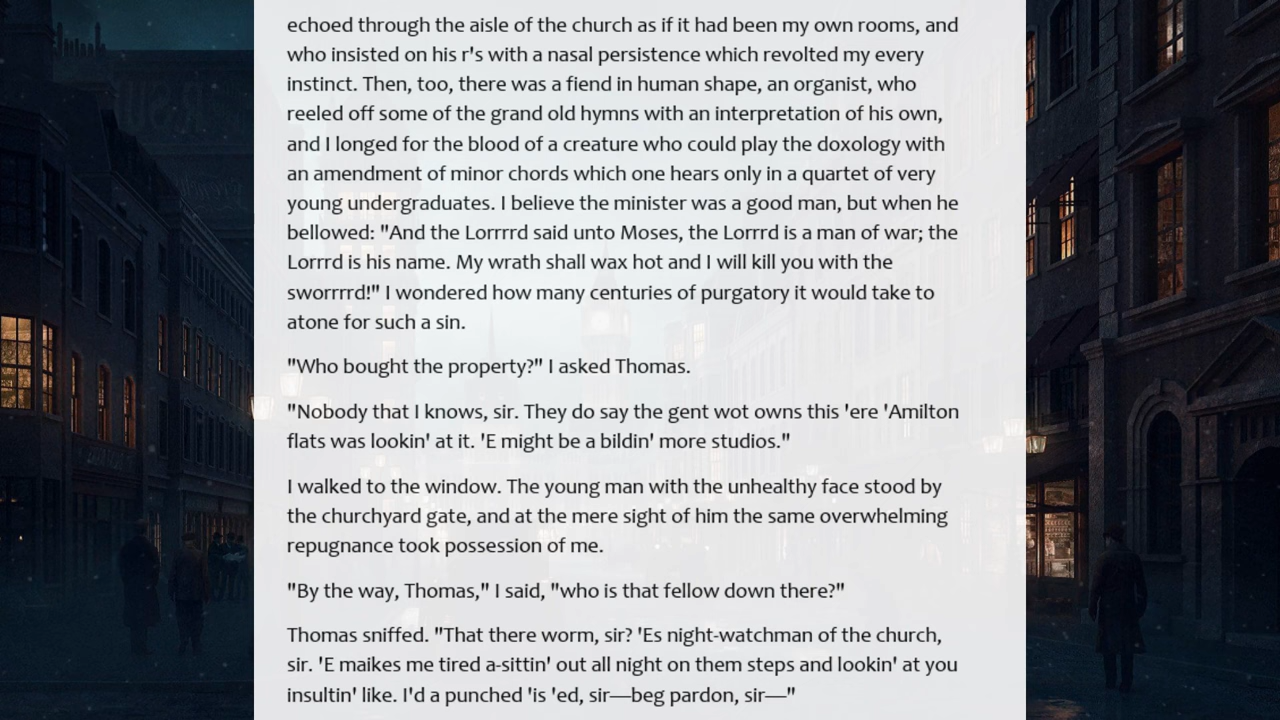 echoed through the aisle of the church as if it had been my own rooms, and
who insisted on his r's with a nasal persistence which revolted my every
instinct. Then, too, there was a fiend in human shape, an organist, who
reeled off some of the grand old hymns with an interpretation of his own,
and I longed for the blood of a creature who could play the doxology with
an amendment of minor chords which one hears only in a quartet of very
young undergraduates. I believe the minister was a good man, but when he
bellowed: "And the Lorrrrd said unto Moses, the Lorrrd is a man of war; the
Lorrrd is his name. My wrath shall wax hot and I will kill you with the
sworrrrd!" I wondered how many centuries of purgatory it would take to
atone for such a sin.
"Who bought the property?" I asked Thomas.
"Nobody that I knows, sir. They do say the gent wot owns this 'ere 'Amilton
flats was lookin' at it. 'E might be a bildin' more studios."
I walked to the window. The young man with the unhealthy face stood by
the churchyard gate, and at the mere sight of him the same overwhelming
repugnance took possession of me.
"By the way, Thomas," I said, "who is that fellow down there?"
Thomas sniffed. "That there worm, sir? 'Es night-watchman of the church,
sir. 'E maikes me tired a-sittin' out all night on them steps and lookin' at you
insultin' like. I'd a punched 'is 'ed, sir—beg pardon, sir—"